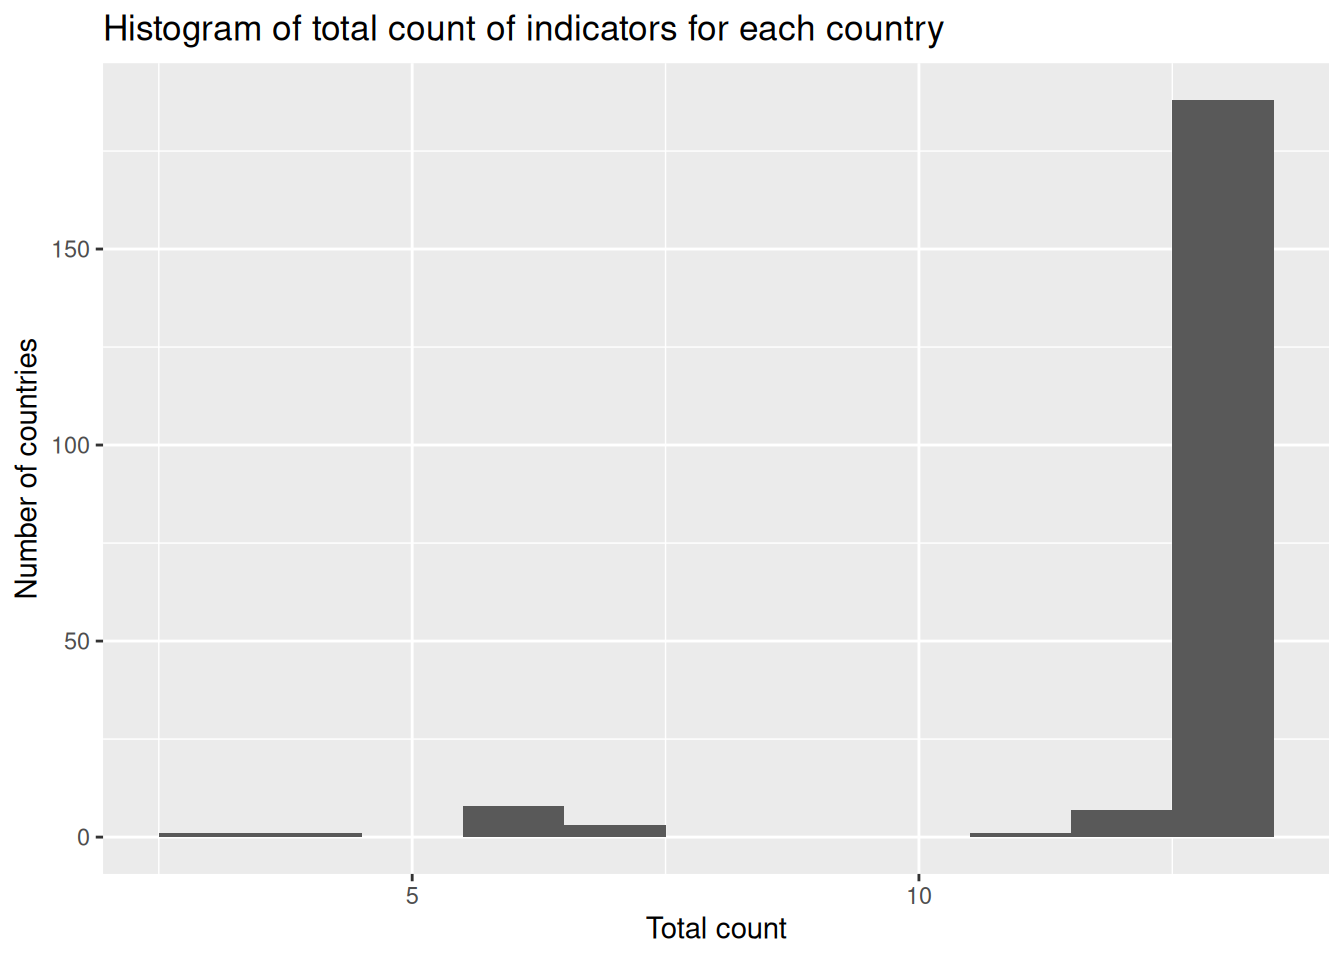 Histogram of total count of indicators for each country
Number of countries
150
100
50
0
5
10
Total count